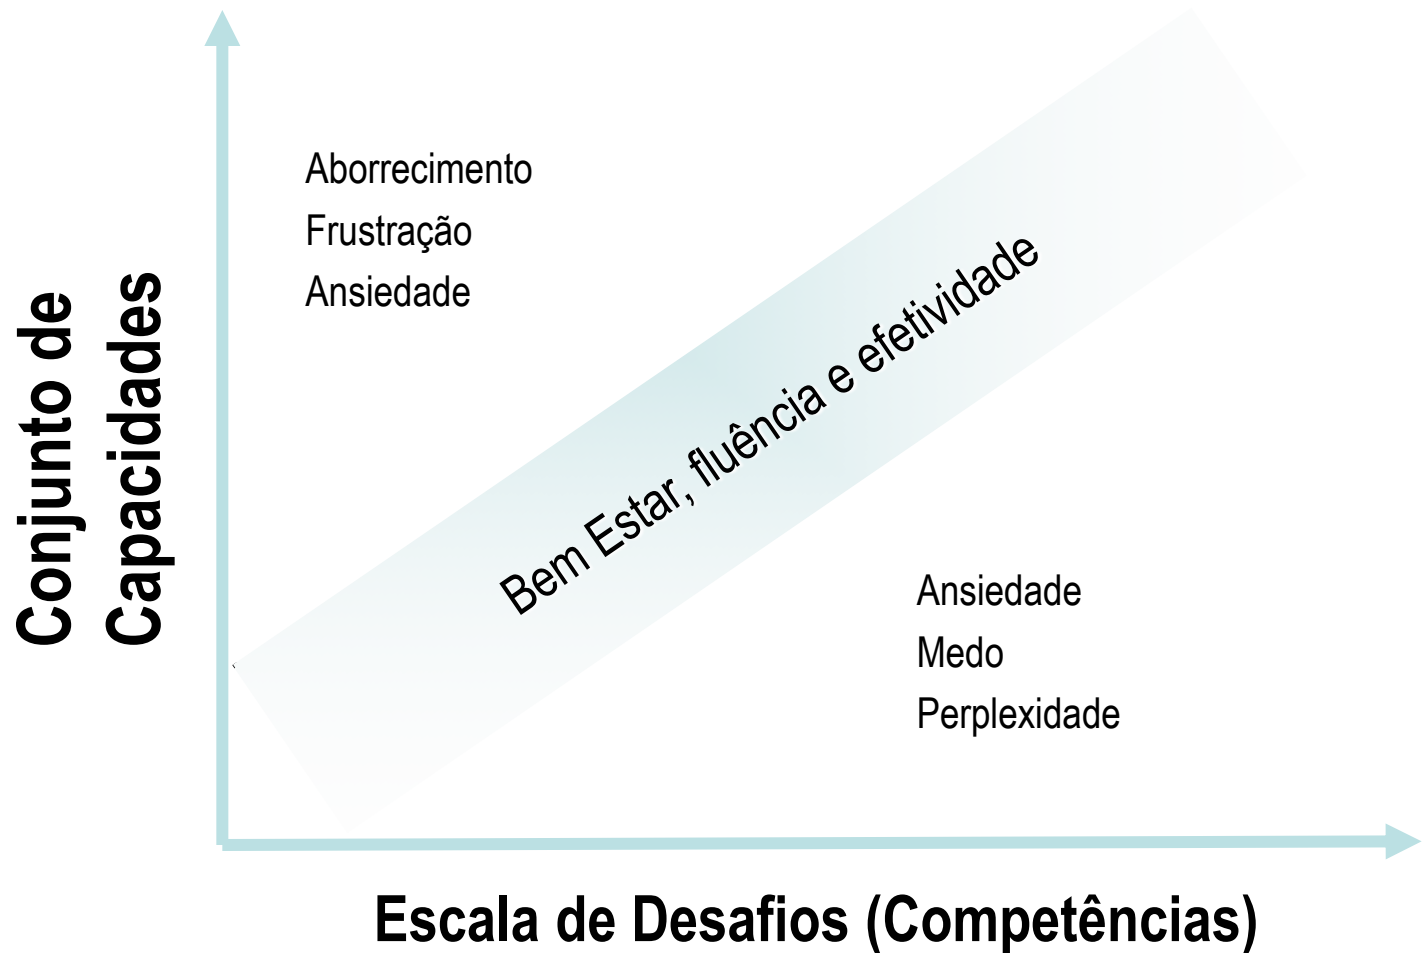 Aborrecimento
Frustração
Ansiedade
Conjunto de
Capacidades
Bem Estar, fluência e efetividade
Ansiedade
Medo
Perplexidade
Escala de Desafios (Competências)